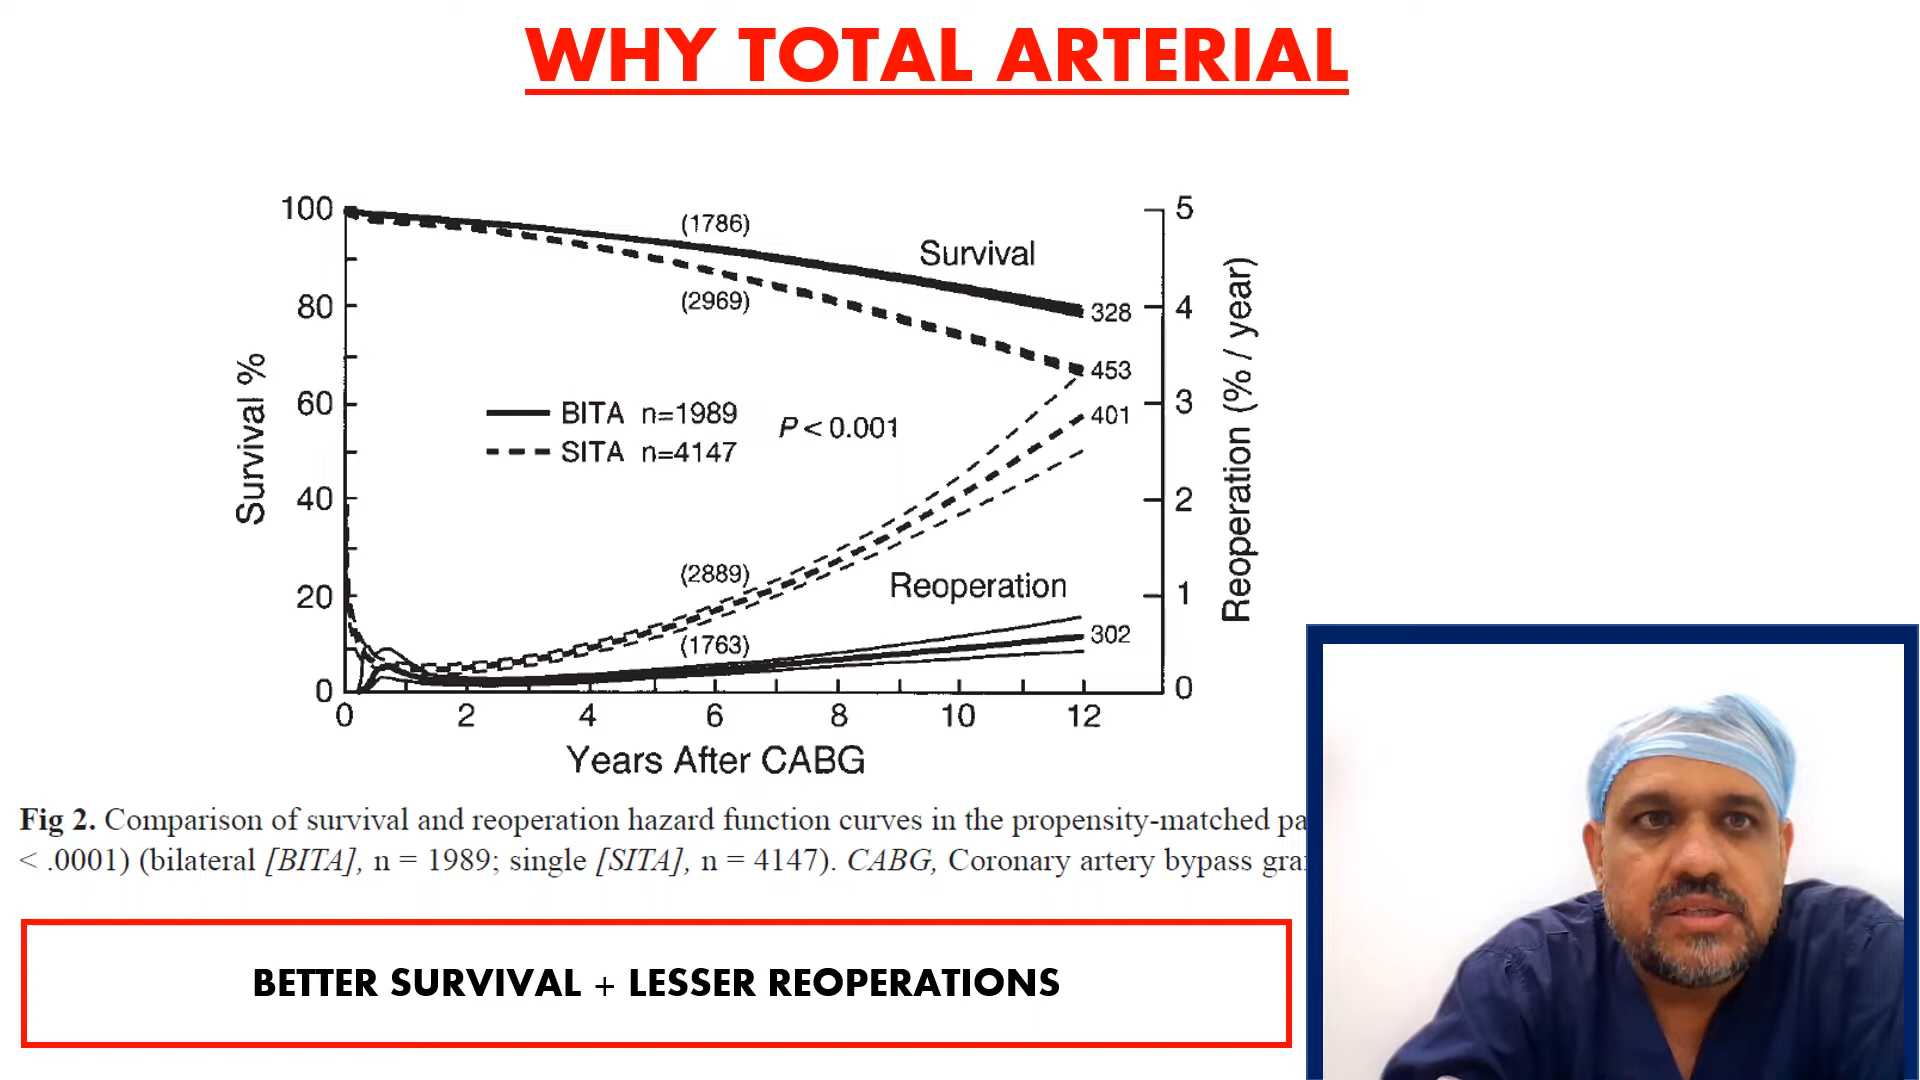 WHY TOTAL ARTERIAL
100
80
60
40
20
0
Survival %
5
4
3
2
1
0
Reoperation (% / year)
(1786)
Survival
(2969)
328
453
401
BITA n=1989
SITA n=4147
P < 0.001
(2889)
Reoperation
(1763)
302
0 2 4 6 8 10 12
Years After CABG
Fig 2. Comparison of survival and reoperation hazard function curves in the propensity-matched
< .0001) (bilateral [BITA], n = 1989; single [SITA], n = 4147). CABG, Coronary artery bypass
BETTER SURVIVAL + LESSER REOPERATIONS